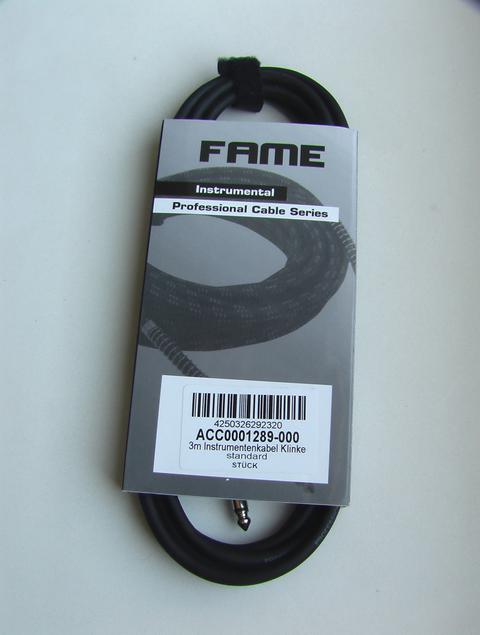 FAME
Instrumental
Professional Cable Series
4250326292320
ACC0001289-000
3m Instrumentenkabel Klinke
standard
STÜCK